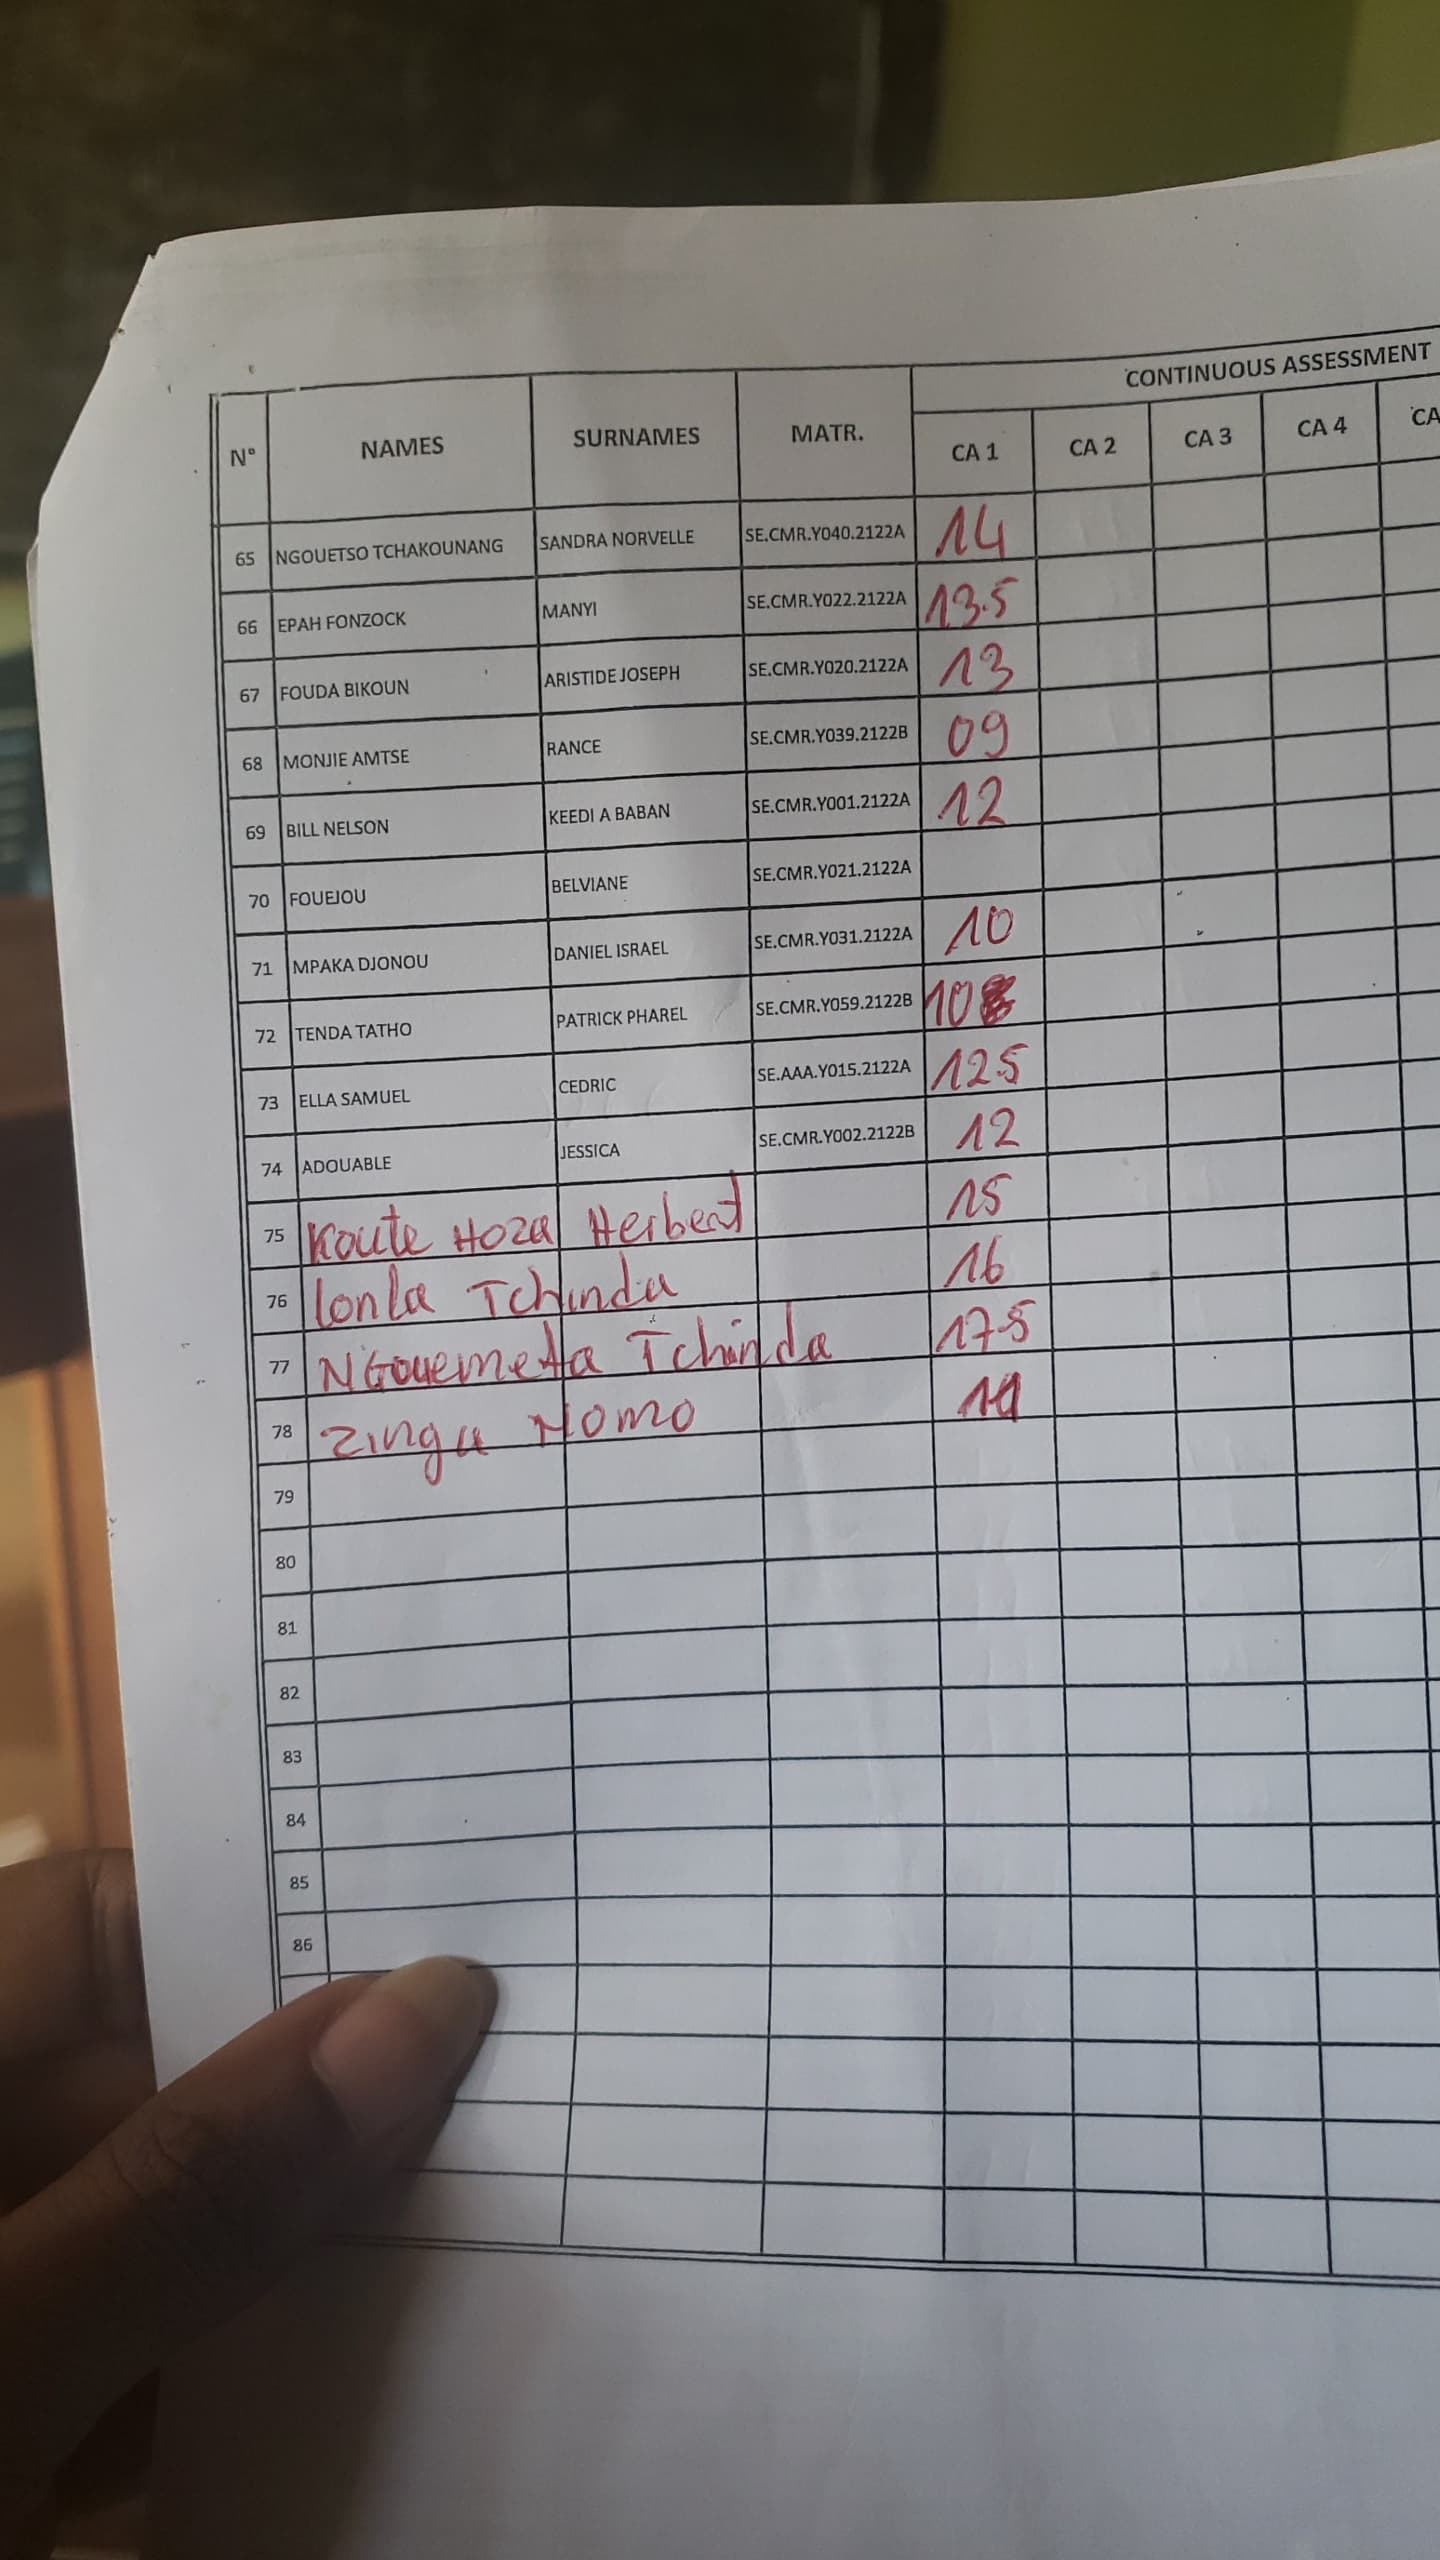 CONTINUOUS ASSESSMENT
N° NAMES SURNAMES MATR. CA 1 CA 2 CA 3 CA 4 CA
65 NGOUETSO TCHAKOUNANG SANDRA NORVELLE SE.CMR.Y040.2122A 14
66 EPAH FONZOCK MANYI SE.CMR.Y022.2122A 13.5
67 FOUDA BIKOUN ARISTIDE JOSEPH SE.CMR.Y020.2122A 13
68 MONJIE AMTSE RANCE SE.CMR.Y039.2122B 09
69 BILL NELSON KEEDI A BABAN SE.CMR.Y001.2122A 12
70 FOUEJOU BELVIANE SE.CMR.Y021.2122A
71 MPAKA DJONOU DANIEL ISRAEL SE.CMR.Y031.2122A 10
72 TENDA TATHO PATRICK PHAREL SE.CMR.Y059.2122B 10
73 ELLA SAMUEL CEDRIC SE.AAA.Y015.2122A 12.5
74 ADOUABLE JESSICA SE.CMR.Y002.2122B 12
75 Koute Hoza Herbert 15
76 lonla Tchinda 16
77 NGouemeta Tchinda 17.5
78 Zinga Nomo
79
80
81
82
83
84
85
86